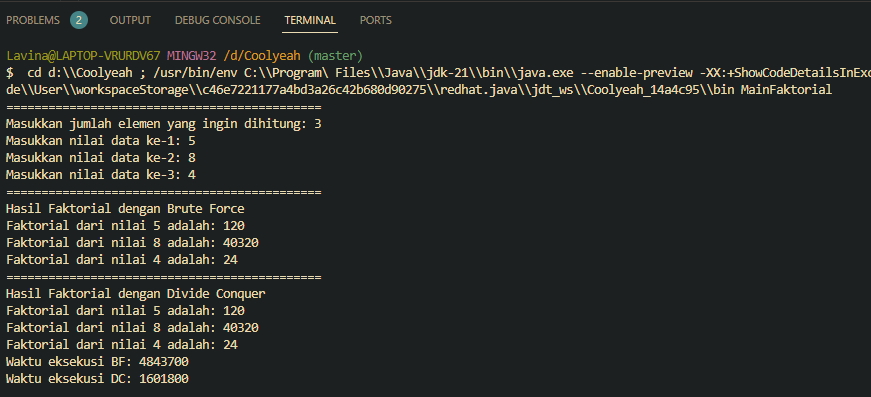 PROBLEMS 2 OUTPUT DEBUG CONSOLE TERMINAL PORTS
Lavina@LAPTOP-VRURDV67 MINGW32 /d/Coolyeah (master)
$ cd d:\\Coolyeah ; /usr/bin/env C:\\Program\ Files\\Java\\jdk-21\\bin\\java.exe --enable-preview -XX:+ShowCodeDetailsInExc
de\\User\\workspaceStorage\\c46e7221177a4bd3a26c42b680d90275\\redhat.java\\jdt_ws\\Coolyeah_14a4c95\\bin MainFaktorial
=============================================
Masukkan jumlah elemen yang ingin dihitung: 3
Masukkan nilai data ke-1: 5
Masukkan nilai data ke-2: 8
Masukkan nilai data ke-3: 4
=============================================
Hasil Faktorial dengan Brute Force
Faktorial dari nilai 5 adalah: 120
Faktorial dari nilai 8 adalah: 40320
Faktorial dari nilai 4 adalah: 24
=============================================
Hasil Faktorial dengan Divide Conquer
Faktorial dari nilai 5 adalah: 120
Faktorial dari nilai 8 adalah: 40320
Faktorial dari nilai 4 adalah: 24
Waktu eksekusi BF: 4843700
Waktu eksekusi DC: 1601800